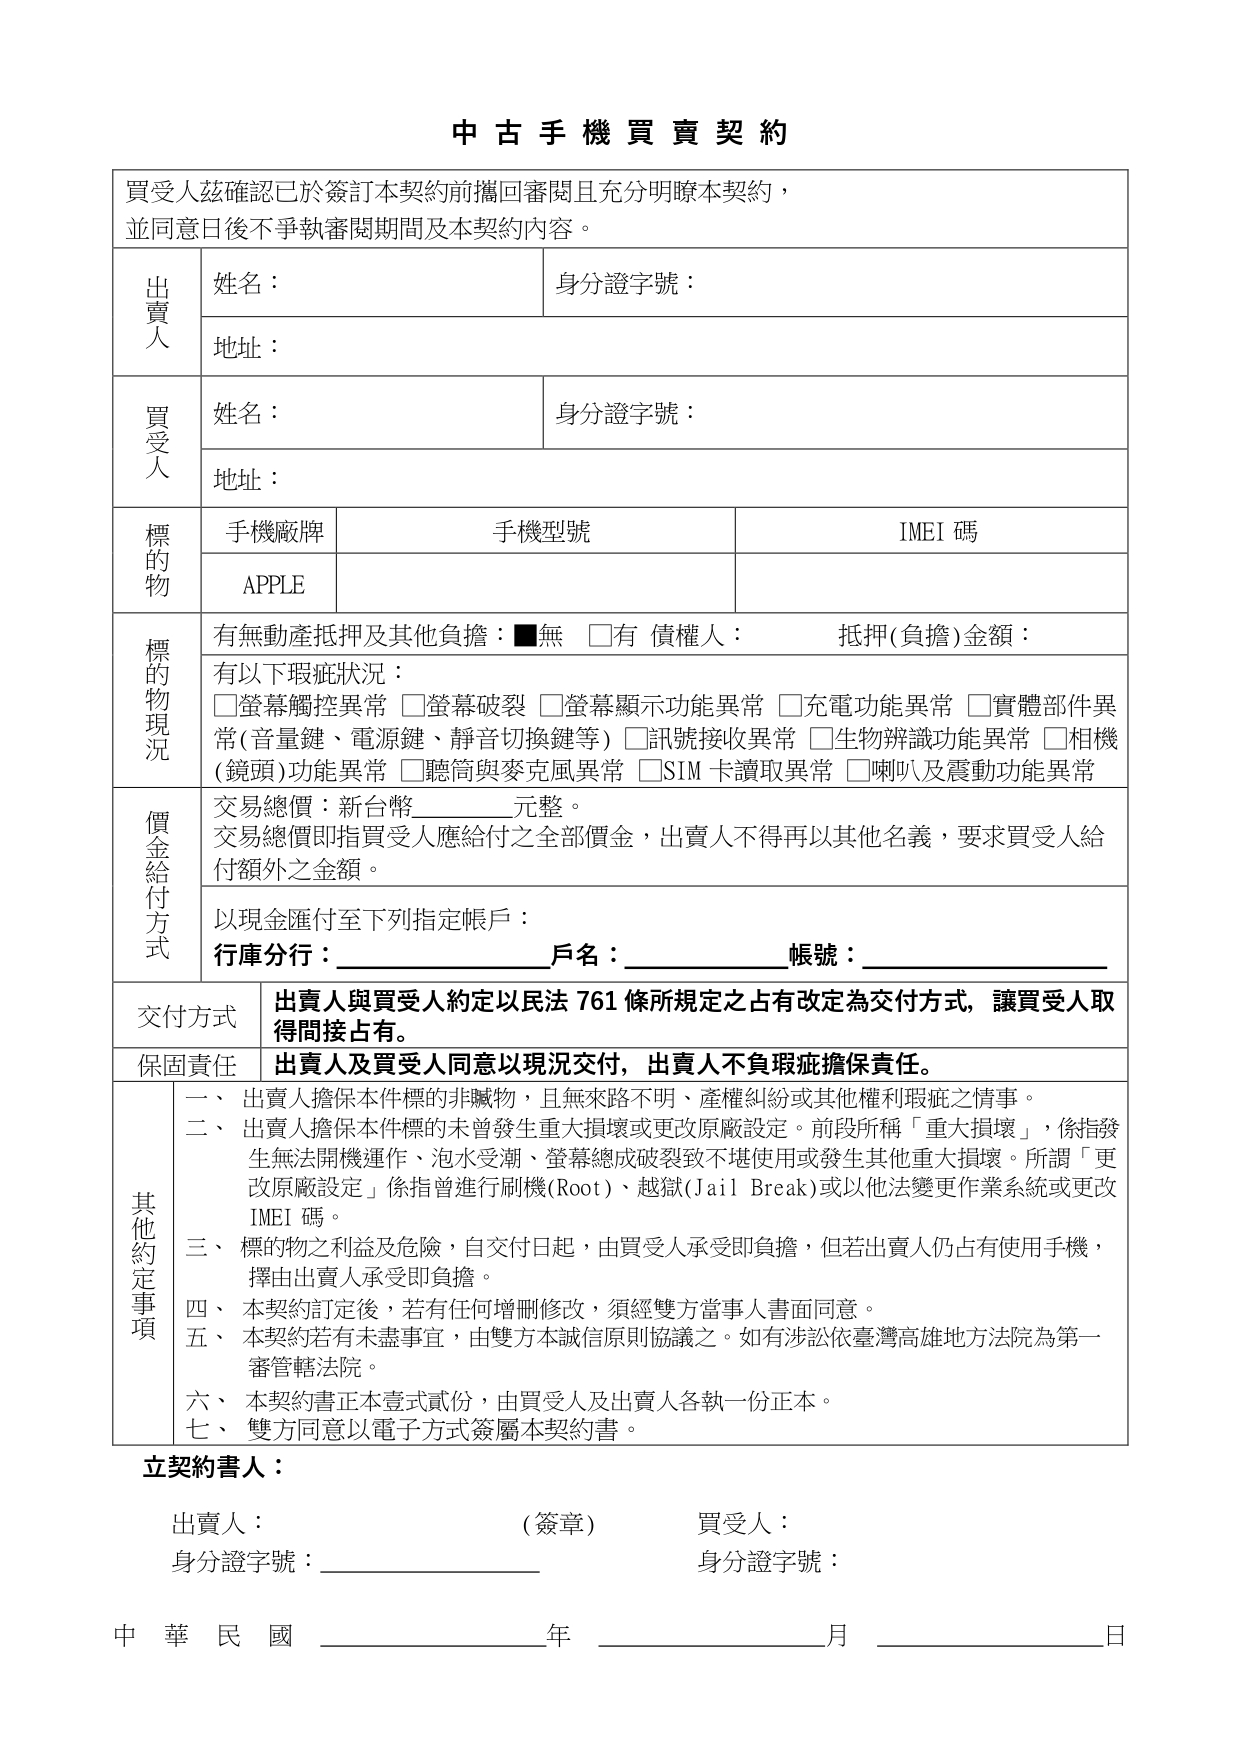 中古手機買賣契約
買受人茲確認已於簽訂本契約前攜回審閱且充分明瞭本契約，
並同意日後不爭執審閱期間及本契約內容。
出賣人
姓名：
身分證字號：
地址：
買受人
姓名：
身分證字號：
地址：
標的物
手機廠牌
手機型號
IMEI 碼
APPLE
標的物現況
有無動產抵押及其他負擔：■無 □有 債權人： 抵押(負擔)金額：
有以下瑕疵狀況：
□螢幕觸控異常 □螢幕破裂 □螢幕顯示功能異常 □充電功能異常 □實體部件異
常(音量鍵、電源鍵、靜音切換鍵等) □訊號接收異常 □生物辨識功能異常 □相機
(鏡頭)功能異常 □聽筒與麥克風異常 □SIM 卡讀取異常 □喇叭及震動功能異常
價金給付方式
交易總價：新台幣________元整。
交易總價即指買受人應給付之全部價金，出賣人不得再以其他名義，要求買受人給
付額外之金額。
以現金匯付至下列指定帳戶：
行庫分行：________________戶名：____________帳號：__________________
交付方式
出賣人與買受人約定以民法 761 條所規定之占有改定為交付方式，讓買受人取
得間接占有。
保固責任
出賣人及買受人同意以現況交付，出賣人不負瑕疵擔保責任。
其他約定事項
一、 出賣人擔保本件標的非贓物，且無來路不明、產權糾紛或其他權利瑕疵之情事。
二、 出賣人擔保本件標的未曾發生重大損壞或更改原廠設定。前段所稱「重大損壞」，係指發
生無法開機運作、泡水受潮、螢幕總成破裂致不堪使用或發生其他重大損壞。所謂「更
改原廠設定」係指曾進行刷機(Root)、越獄(Jail Break)或以他法變更作業系統或更改
IMEI 碼。
三、 標的物之利益及危險，自交付日起，由買受人承受即負擔，但若出賣人仍占有使用手機，
擇由出賣人承受即負擔。
四、 本契約訂定後，若有任何增刪修改，須經雙方當事人書面同意。
五、 本契約若有未盡事宜，由雙方本誠信原則協議之。如有涉訟依臺灣高雄地方法院為第一
審管轄法院。
六、 本契約書正本壹式貳份，由買受人及出賣人各執一份正本。
七、 雙方同意以電子方式簽屬本契約書。
立契約書人：
出賣人： (簽章) 買受人：
身分證字號：________________ 身分證字號：
中 華 民 國 ________________年 ________________月 ________________日